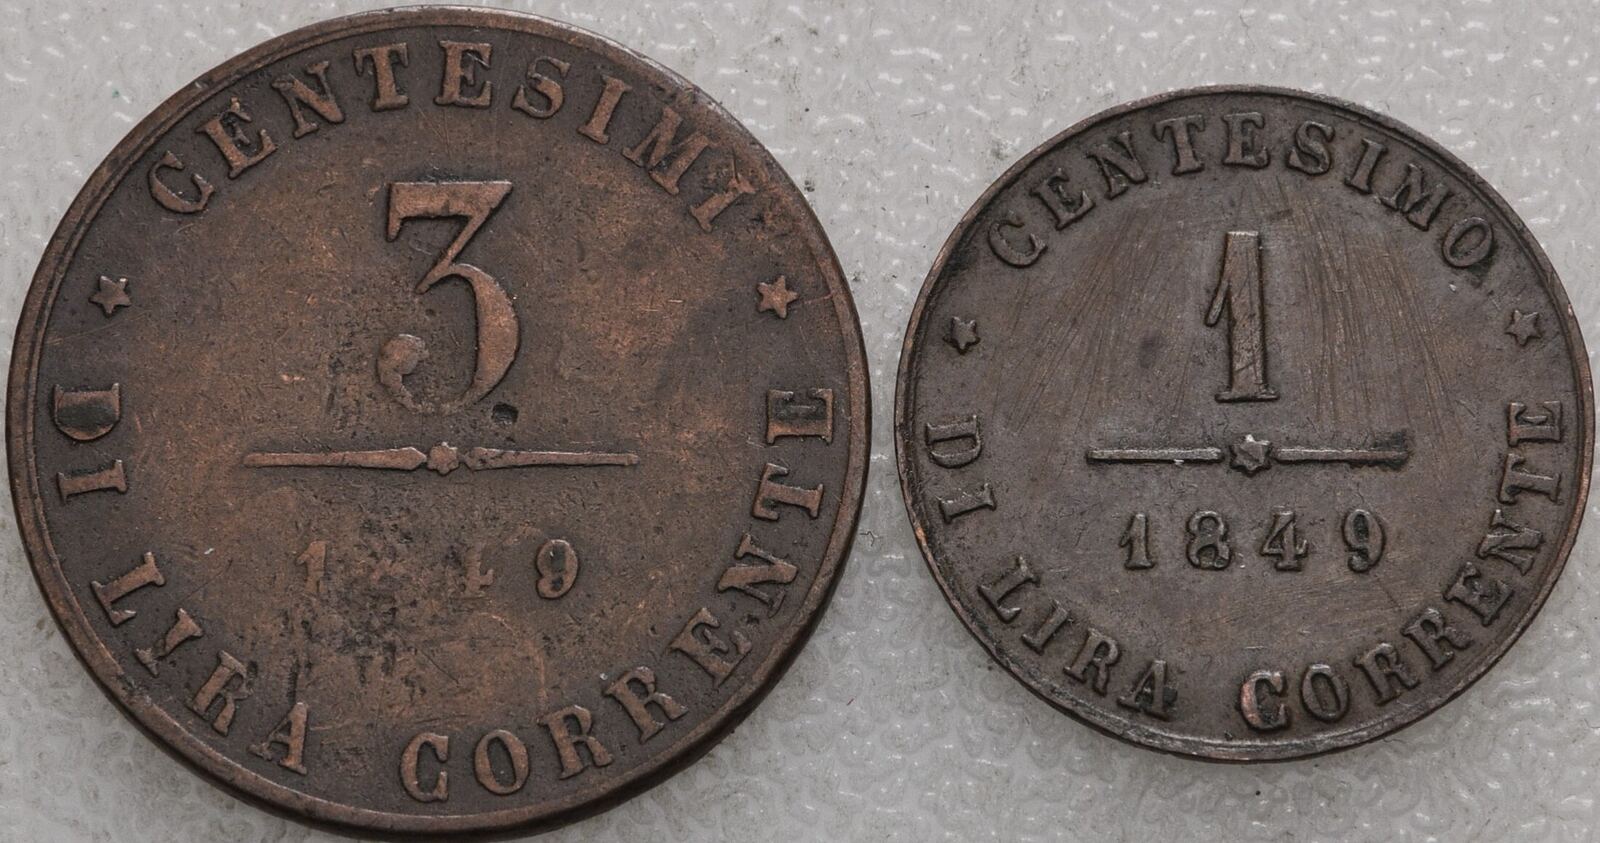 CENTESIMI
3
1849
DI LIRA CORRENTE
CENTESIMO
1
1849
DI LIRA CORRENTE